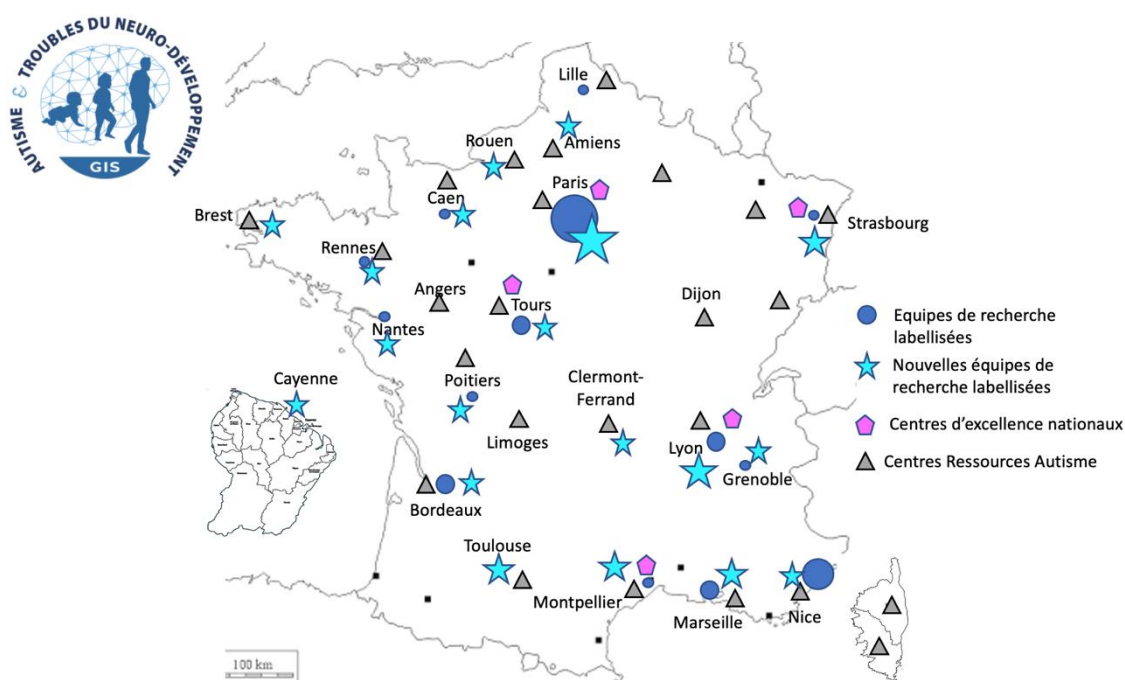 AUTISME & TROUBLES DU NEURO-DÉVELOPPEMENT
GIS
Lille
Amiens
Rouen
Paris
Caen
Brest
Strasbourg
Rennes
Angers
Tours
Dijon
Nantes
Cayenne
Poitiers
Clermont-
Ferrand
Limoges
Lyon
Grenoble
Bordeaux
Toulouse
Montpellier
Marseille
Nice
Equipes de recherche
labellisées
Nouvelles équipes de
recherche labellisées
Centres d’excellence nationaux
Centres Ressources Autisme
100 km